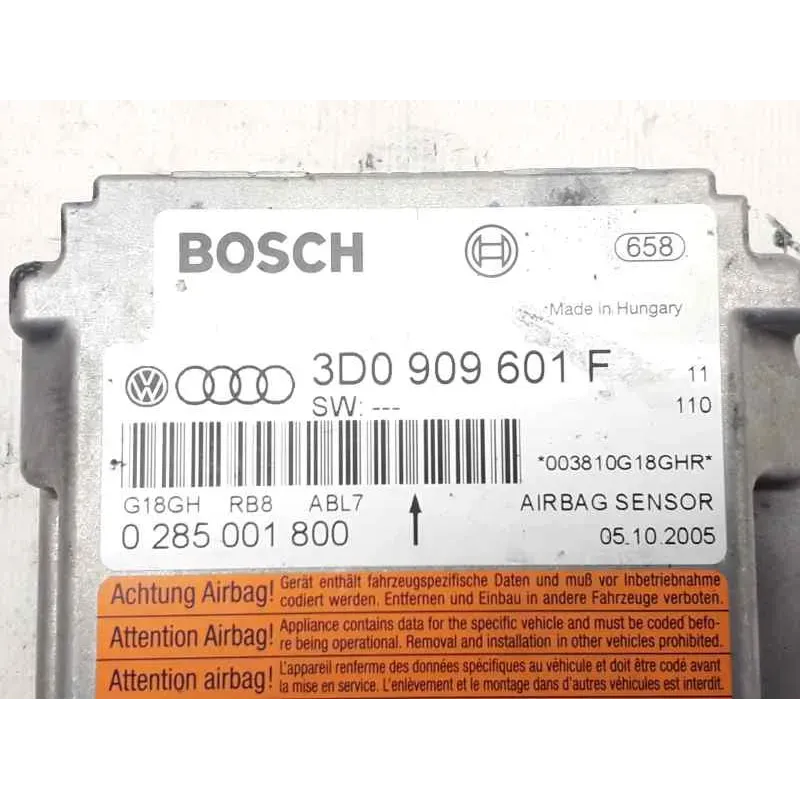 BOSCH
658
Made in Hungary
VW
3D0 909 601 F
11
SW: ---
110
*003810G18GHR*
G18GH RB8 ABL7
AIRBAG SENSOR
0 285 001 800
05.10.2005
Achtung Airbag!
Gerät enthält fahrzeugspezifische Daten und muß vor Inbetriebnahme
codiert werden. Entfernen und Einbau in andere Fahrzeuge verboten.
Attention Airbag!
Appliance contains data for the specific vehicle and must be coded befo-
re being operational. Removal and installation in other vehicles prohibited.
Attention airbag!
L'appareil renferme des données spécifiques au véhicule et doit être codé avant
la mise en service. L'enlèvement et le montage dans d'autres véhicules est interdit.